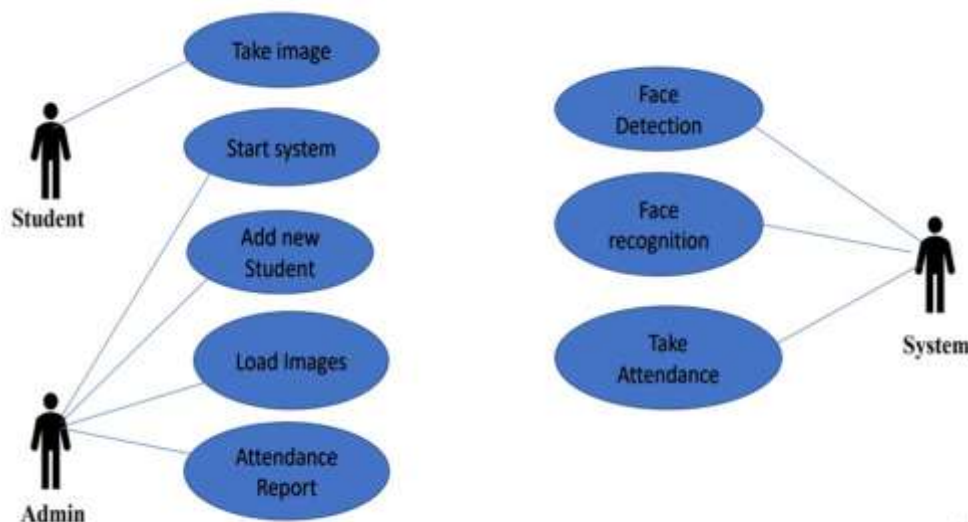 Take image
Start system
Student
Add new
Student
Load Images
Attendance
Report
Admin
Face
Detection
Face
recognition
Take
Attendance
System